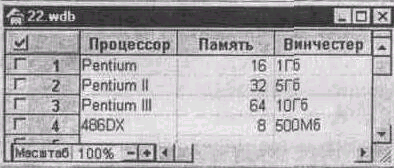 22.wdb
Процессор Память Винчестер
1 Pentium 16 1Гб
2 Pentium II 32 5Гб
3 Pentium III 64 10Гб
4 486DX 8 500Мб
Масштаб 100%